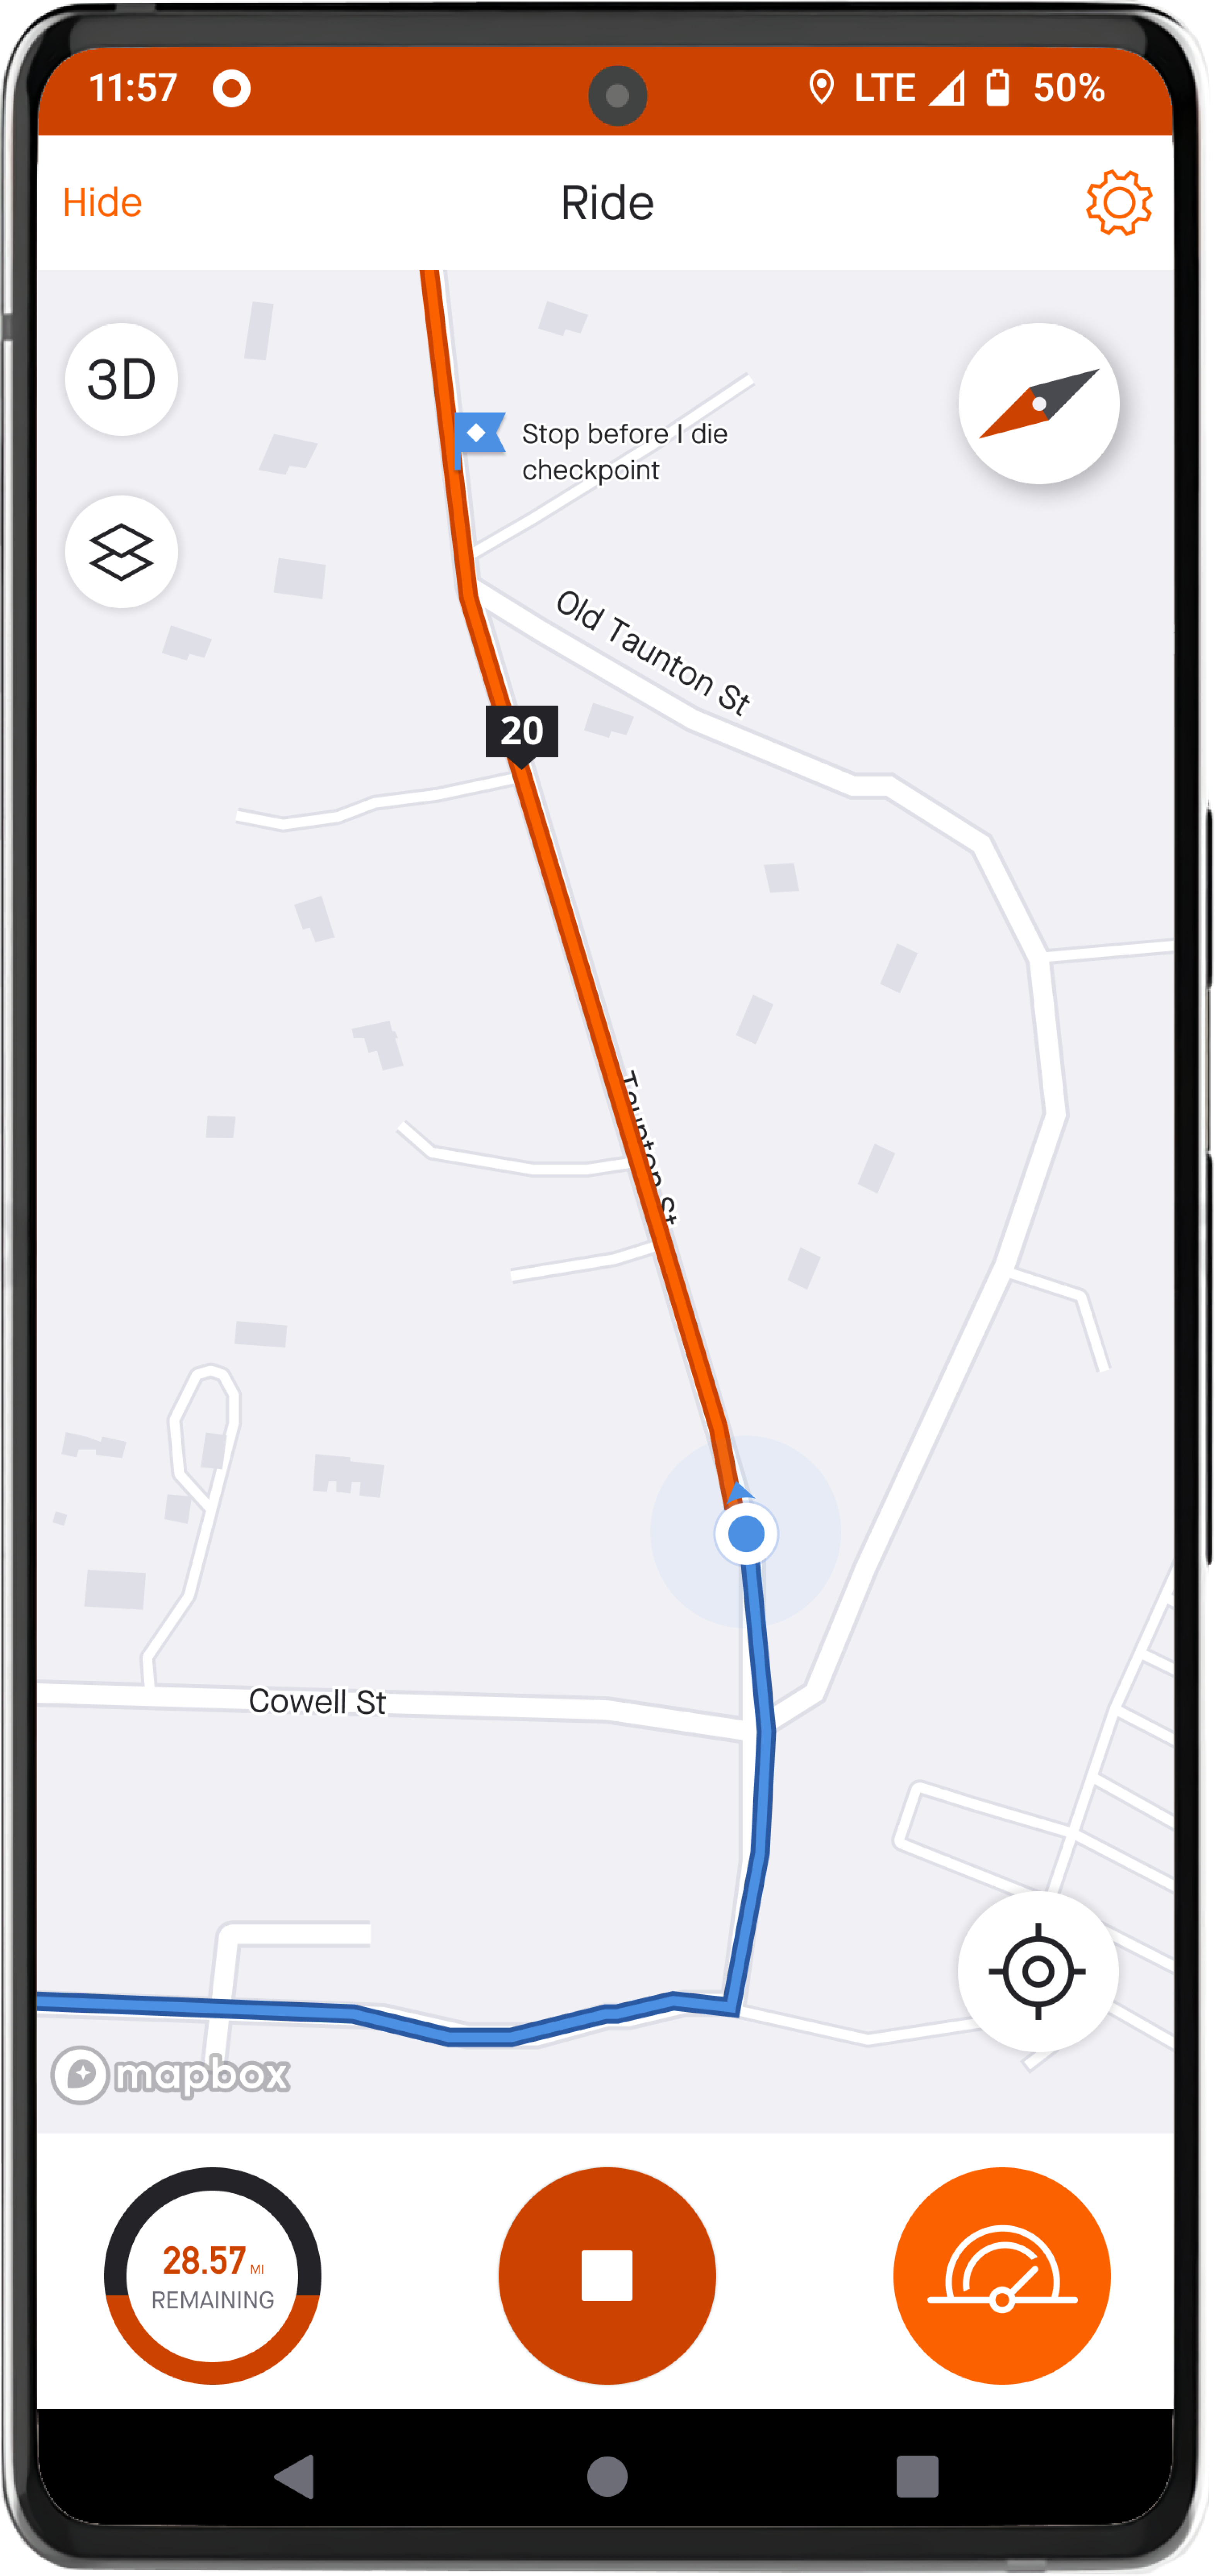 11:57
LTE
50%
Hide
Ride
3D
Stop before I die
checkpoint
Old Taunton St
20
Taunton St
Cowell St
mapbox
28.57 MI
REMAINING